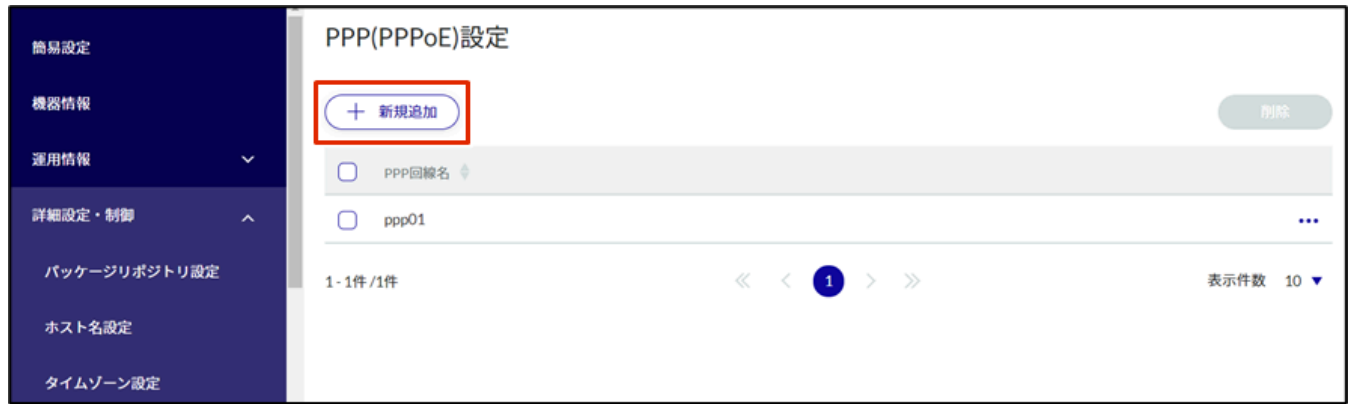 簡易設定
機器情報
運用情報
詳細設定・制御
パッケージリポジトリ設定
ホスト名設定
タイムゾーン設定
PPP(PPPoE)設定
＋ 新規追加
削除
PPP回線名
ppp01
1 - 1件 /1件
1
表示件数 10